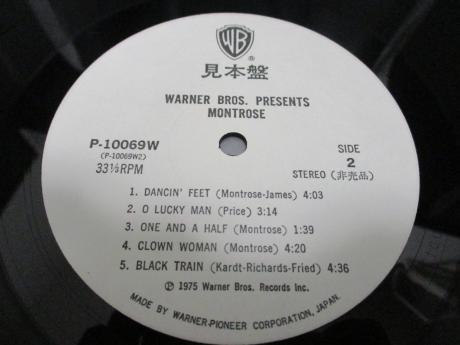 WB
®
見本盤
WARNER BROS. PRESENTS
MONTROSE
P-10069W
(P-10069W2)
33⅓RPM
SIDE
2
STEREO (非売品)
1. DANCIN' FEET (Montrose-James) 4:03
2. O LUCKY MAN (Price) 3:14
3. ONE AND A HALF (Montrose) 1:39
4. CLOWN WOMAN (Montrose) 4:20
5. BLACK TRAIN (Kardt-Richards-Fried) 4:36
Ⓟ 1975 Warner Bros. Records Inc.
MADE BY WARNER-PIONEER CORPORATION, JAPAN.